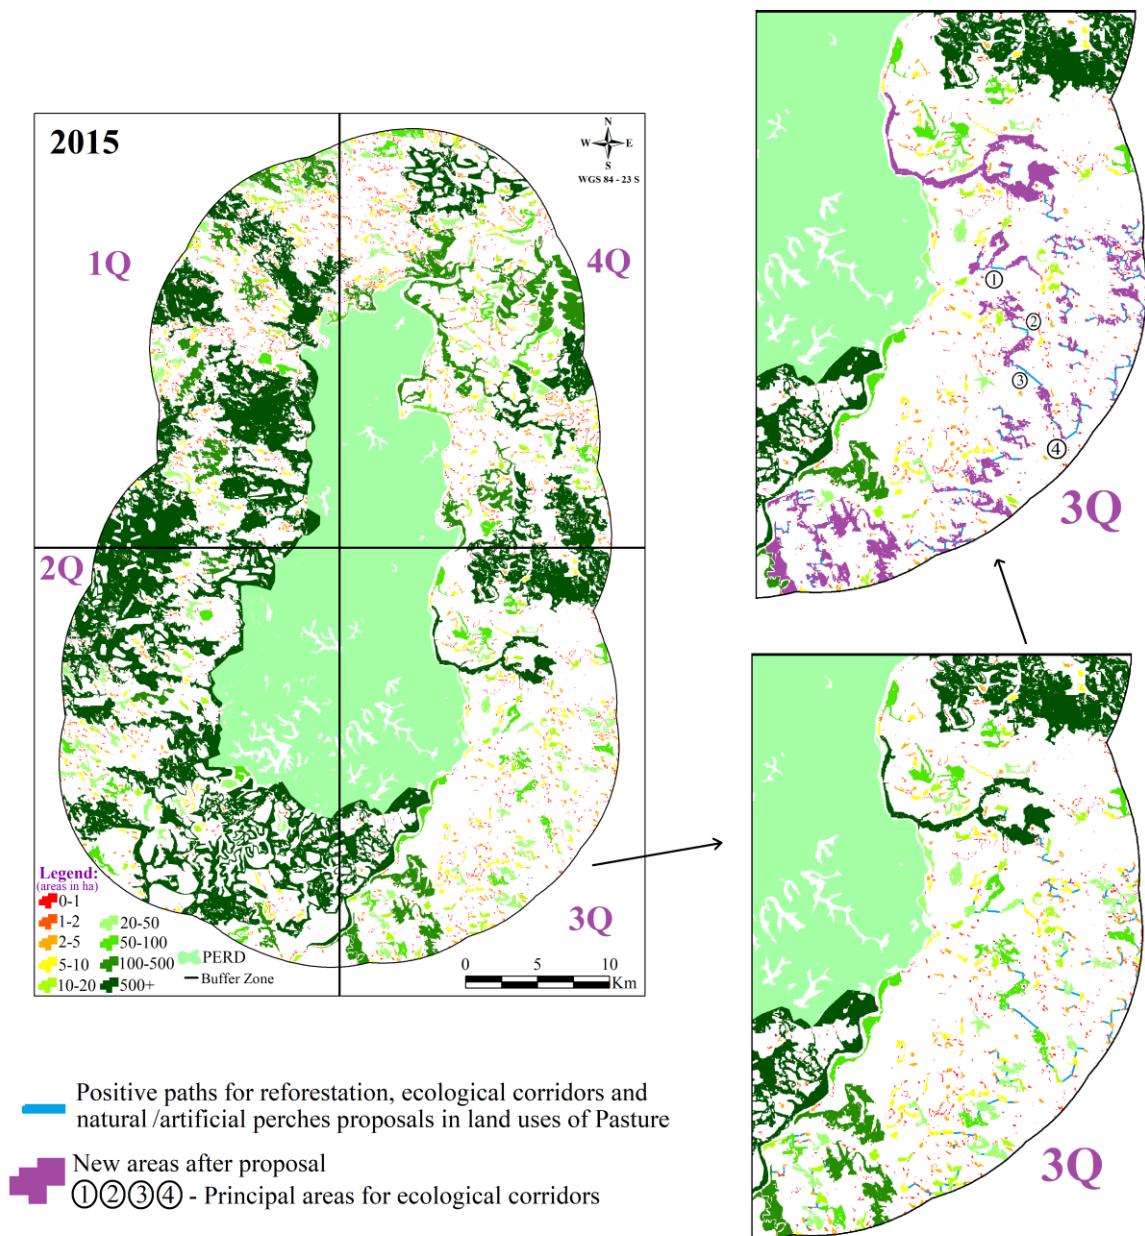 2015
N
W E
S
WGS 84 - 23 S
1Q
4Q
2Q
3Q
Legend:
(areas in ha)
0-1
1-2
2-5
5-10
10-20
20-50
50-100
100-500
500+
PERD
Buffer Zone
0 5 10
Km
1
2
3
4
3Q
3Q
Positive paths for reforestation, ecological corridors and
natural /artificial perches proposals in land uses of Pasture
New areas after proposal
①②③④ - Principal areas for ecological corridors